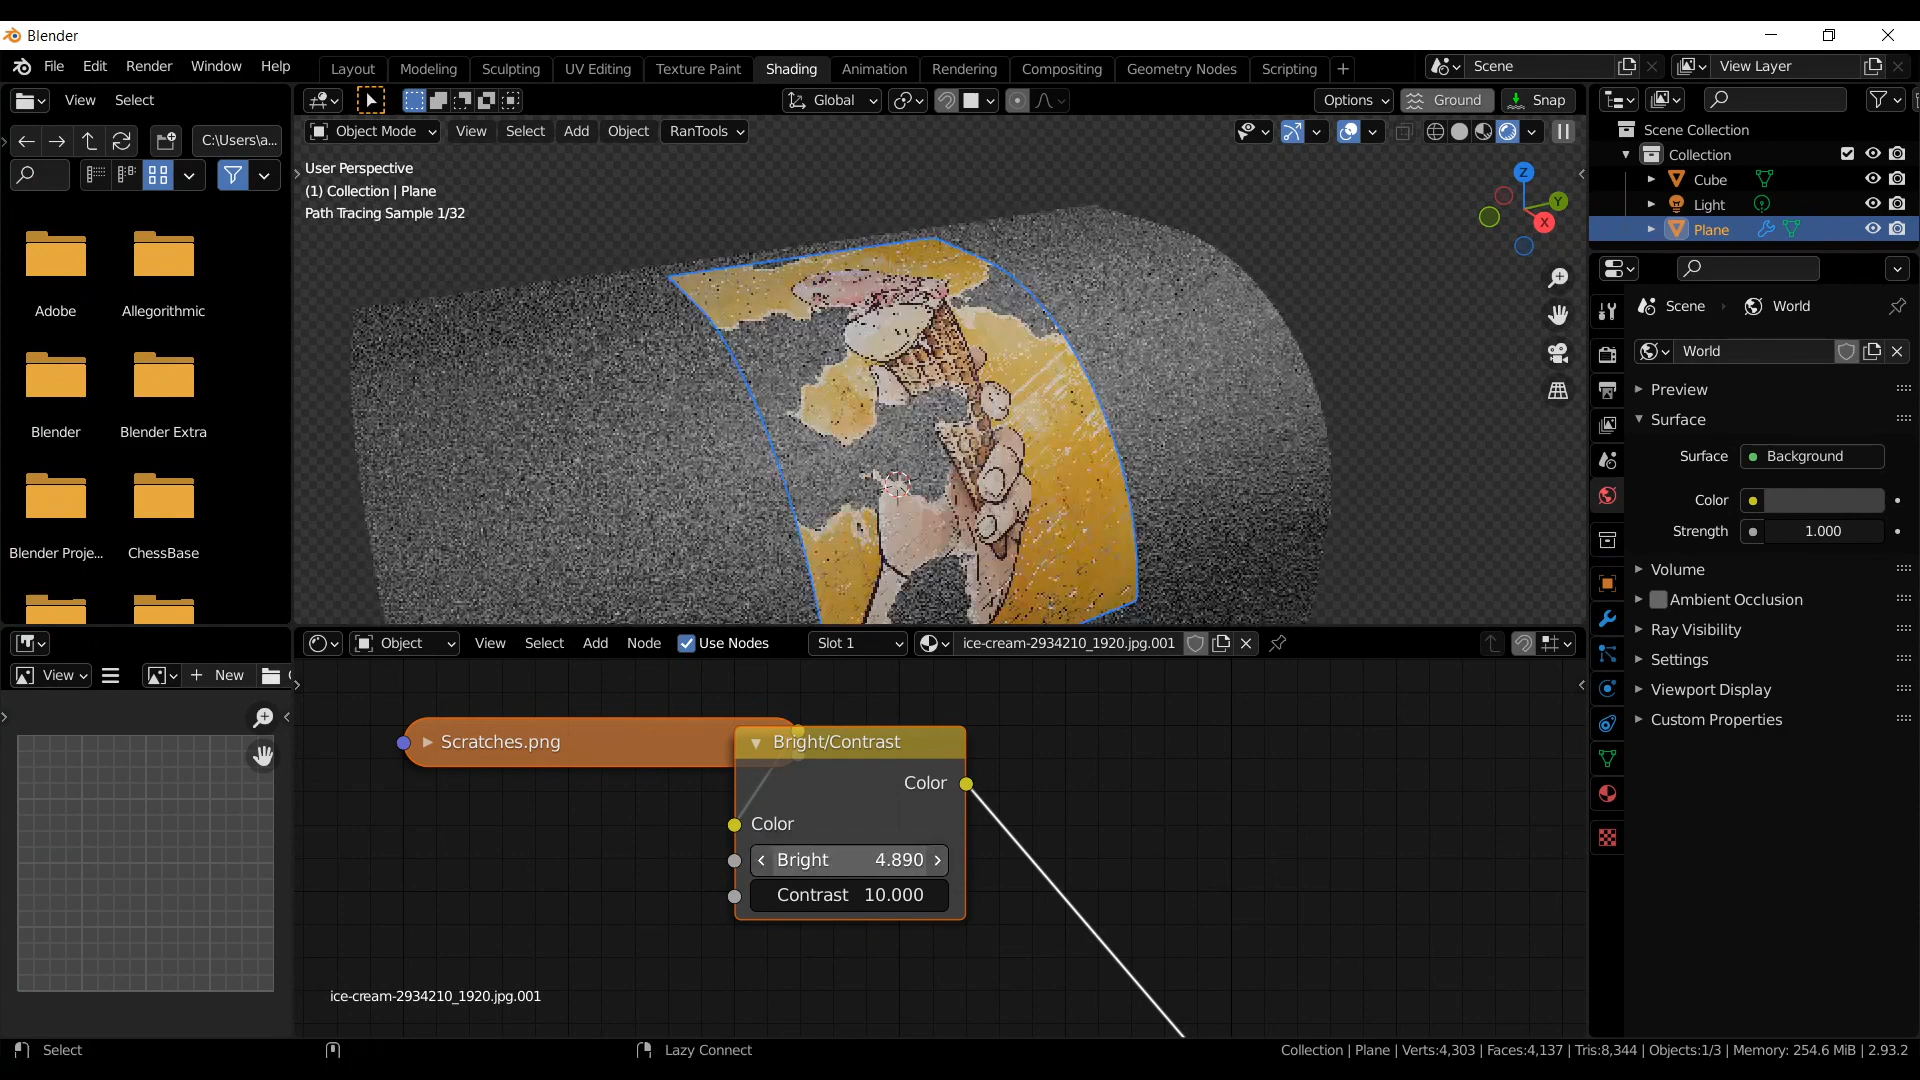 Blender
File Edit Render Window Help
Layout Modeling Sculpting UV Editing Texture Paint Shading Animation Rendering Compositing Geometry Nodes Scripting +
Scene
View Layer
View Select
Global
Options Ground Snap
C:\Users\a...
Object Mode View Select Add Object RanTools
User Perspective
(1) Collection | Plane
Path Tracing Sample 1/32
Z
Y
X
Scene Collection
Collection
Cube
Light
Plane
Adobe Allegorithmic
Blender Blender Extra
Blender Proje... ChessBase
Scene › World
World
Preview
Surface
Surface Background
Color
Strength 1.000
Volume
Ambient Occlusion
Ray Visibility
Settings
Viewport Display
Custom Properties
Object View Select Add Node Use Nodes Slot 1 ice-cream-2934210_1920.jpg.001
View + New
Scratches.png
Bright/Contrast
Color
Color
Bright 4.890
Contrast 10.000
ice-cream-2934210_1920.jpg.001
Select Lazy Connect Collection | Plane | Verts:4,303 | Faces:4,137 | Tris:8,344 | Objects:1/3 | Memory: 254.6 MiB | 2.93.2